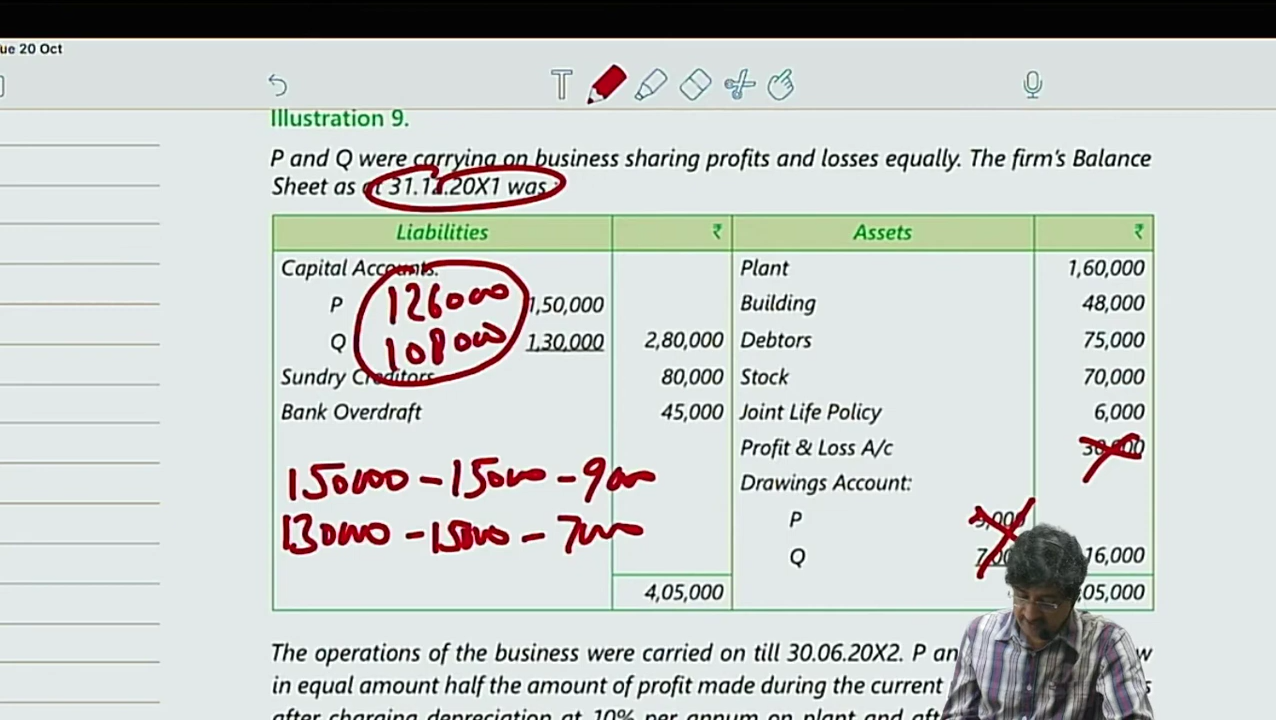 ue 20 Oct
T
Illustration 9.
P and Q were carrying on business sharing profits and losses equally. The firm's Balance
Sheet as at 31.12.20X1 was
Liabilities ₹ Assets ₹
Capital Accounts: Plant 1,60,000
P 126000 1,50,000 Building 48,000
Q 108000 1,30,000 2,80,000 Debtors 75,000
Sundry Creditors 80,000 Stock 70,000
Bank Overdraft 45,000 Joint Life Policy 6,000
Profit & Loss A/c 30,000
150000 - 15000 - 9000 Drawings Account:
P 9,000
130000 - 15000 - 7000 Q 16,000
4,05,000 ,05,000
The operations of the business were carried on till 30.06.20X2. P an w
in equal amount half the amount of profit made during the current s
after charging depreciation at 10% per annum on plant and aft